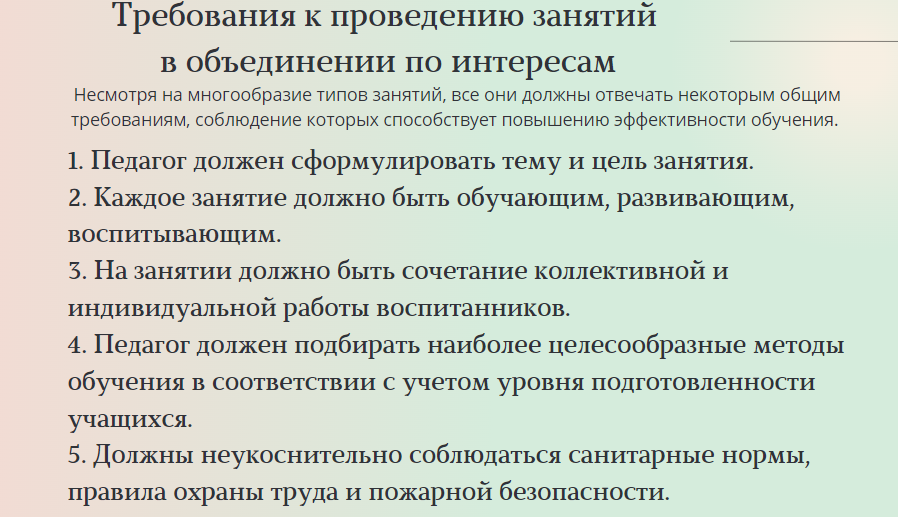 Требования к проведению занятий
в объединении по интересам
Несмотря на многообразие типов занятий, все они должны отвечать некоторым общим
требованиям, соблюдение которых способствует повышению эффективности обучения.
1. Педагог должен сформулировать тему и цель занятия.
2. Каждое занятие должно быть обучающим, развивающим,
воспитывающим.
3. На занятии должно быть сочетание коллективной и
индивидуальной работы воспитанников.
4. Педагог должен подбирать наиболее целесообразные методы
обучения в соответствии с учетом уровня подготовленности
учащихся.
5. Должны неукоснительно соблюдаться санитарные нормы,
правила охраны труда и пожарной безопасности.